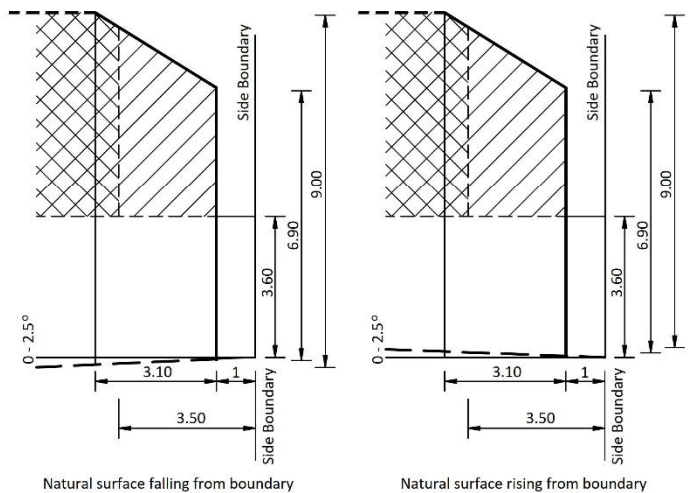 Side Boundary
9.00
6.90
3.60
0 - 2.5°
3.10
1
3.50
Side Boundary
Natural surface falling from boundary
Side Boundary
9.00
6.90
3.60
0 - 2.5°
3.10
1
3.50
Side Boundary
Natural surface rising from boundary